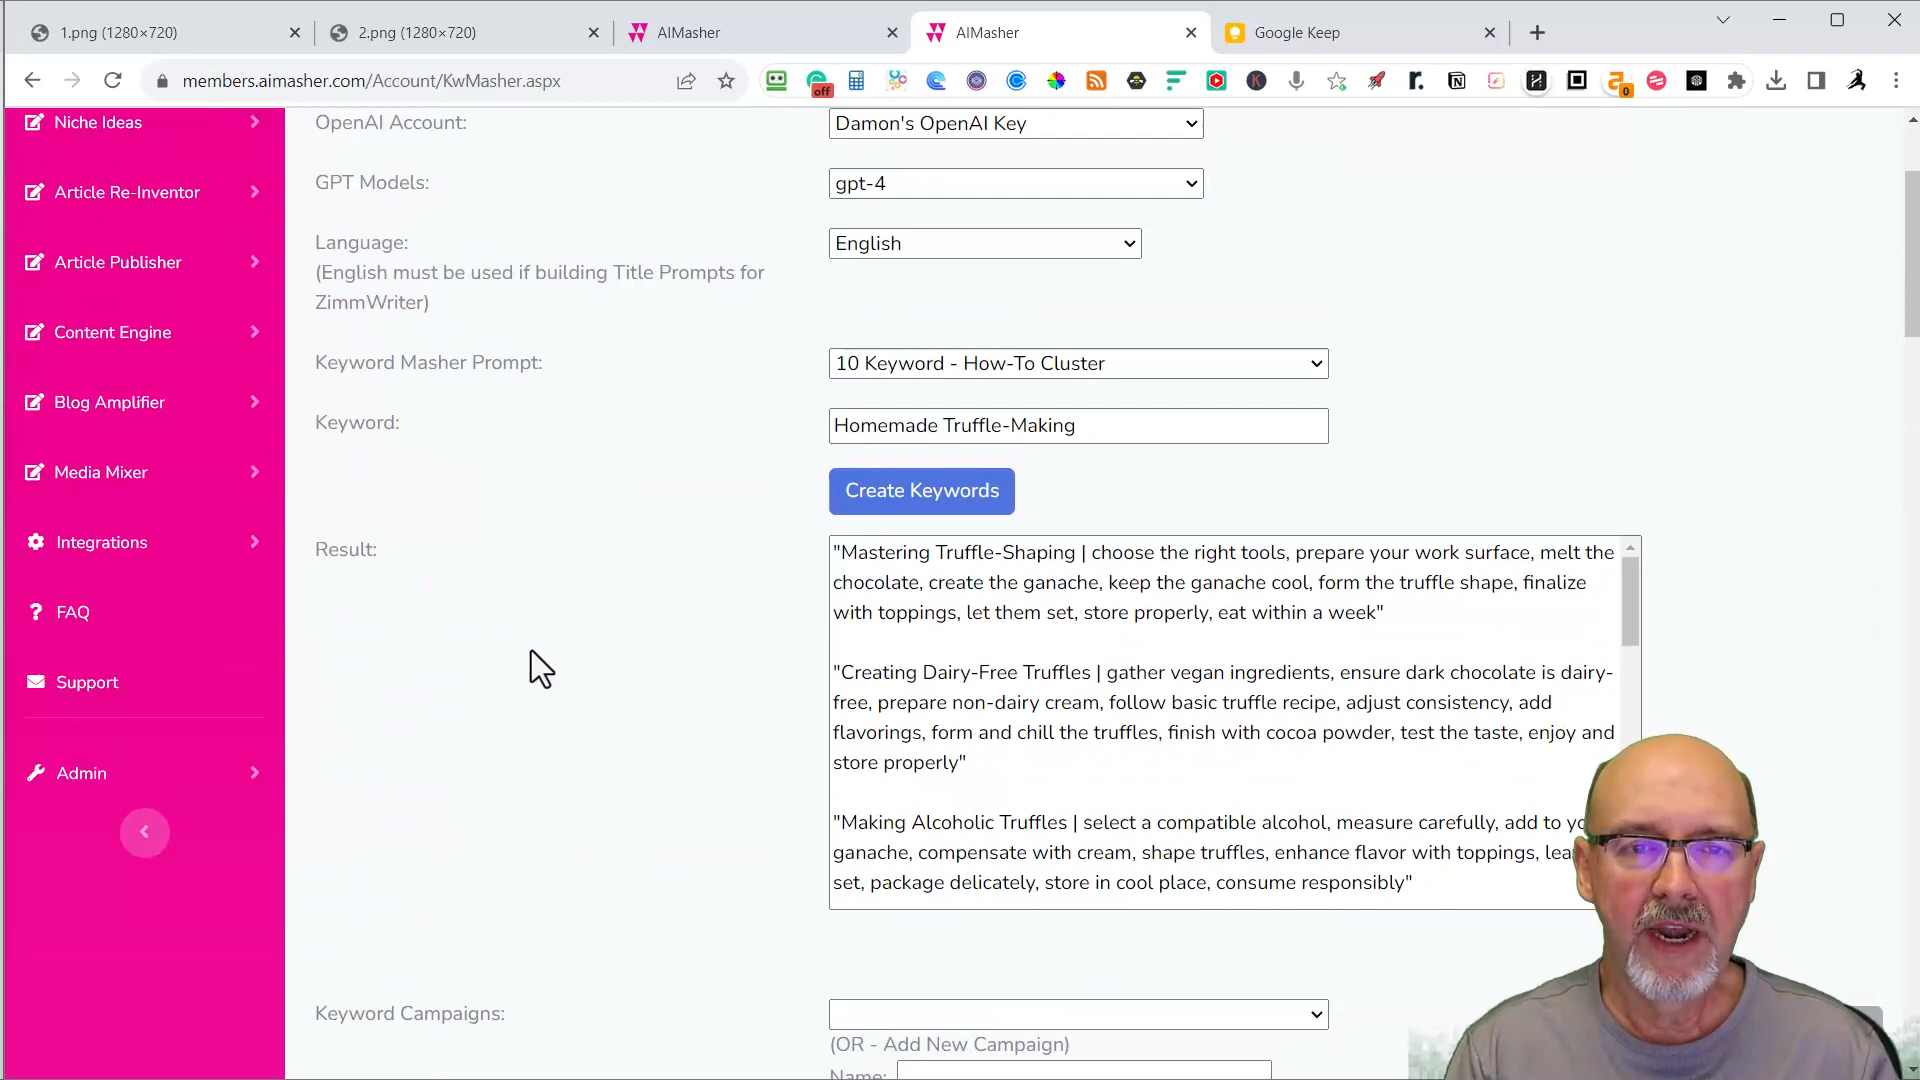 1.png (1280×720)
2.png (1280×720)
AIMasher
AIMasher
Google Keep
members.aimasher.com/Account/KwMasher.aspx
off
0
Niche Ideas
Article Re-Inventor
Article Publisher
Content Engine
Blog Amplifier
Media Mixer
Integrations
FAQ
Support
Admin
OpenAI Account:
Damon's OpenAI Key
GPT Models:
gpt-4
Language:
(English must be used if building Title Prompts for
ZimmWriter)
English
Keyword Masher Prompt:
10 Keyword - How-To Cluster
Keyword:
Homemade Truffle-Making
Create Keywords
Result:
"Mastering Truffle-Shaping | choose the right tools, prepare your work surface, melt the
chocolate, create the ganache, keep the ganache cool, form the truffle shape, finalize
with toppings, let them set, store properly, eat within a week"
"Creating Dairy-Free Truffles | gather vegan ingredients, ensure dark chocolate is dairy-
free, prepare non-dairy cream, follow basic truffle recipe, adjust consistency, add
flavorings, form and chill the truffles, finish with cocoa powder, test the taste, enjoy and
store properly"
"Making Alcoholic Truffles | select a compatible alcohol, measure carefully, add to
ganache, compensate with cream, shape truffles, enhance flavor with toppings,
set, package delicately, store in cool place, consume responsibly"
Keyword Campaigns:
(OR - Add New Campaign)
Name: